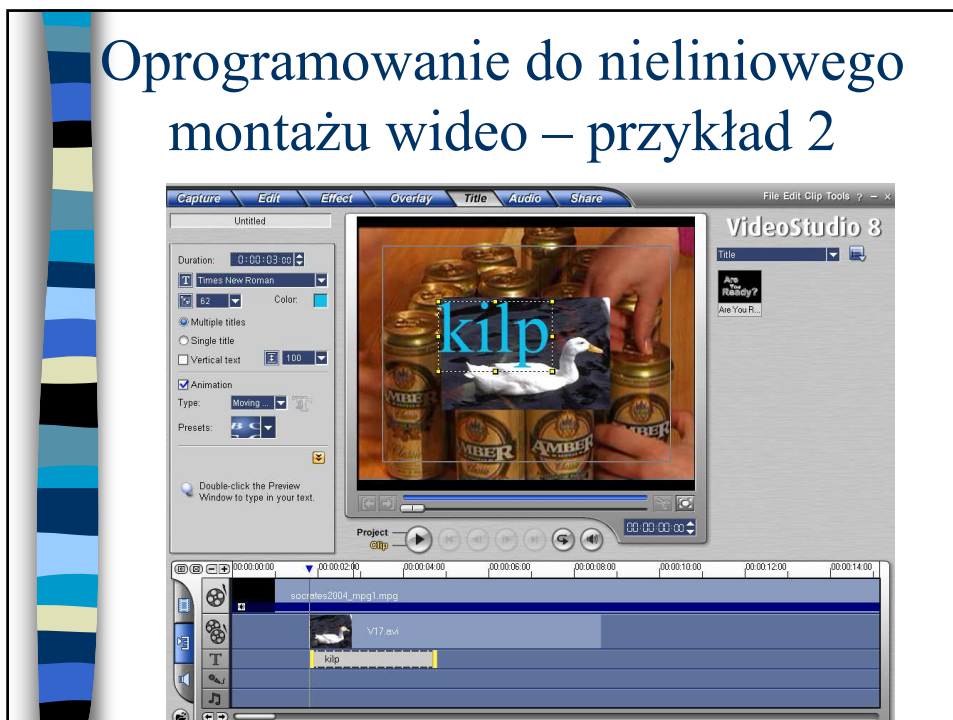 Oprogramowanie do nieliniowego
montażu wideo – przykład 2
Capture Edit Effect Overlay Title Audio Share
File Edit Clip Tools ? – ×
Untitled
VideoStudio 8
Duration: 0:00:03:00
Times New Roman
62 Color:
Multiple titles
Single title
Vertical text 100
Animation
Type: Moving ...
Presets:
Double-click the Preview
Window to type in your text.
Title
Are
You
Ready?
Are You R...
kilp
AMBER
AMBER
AMBER
Classic
Project
Clip
00:00:00:00
00:00:00:00 00:00:02:00 00:00:04:00 00:00:06:00 00:00:08:00 00:00:10:00 00:00:12:00 00:00:14:00
socrates2004_mpg1.mpg
V17.avi
T kilp